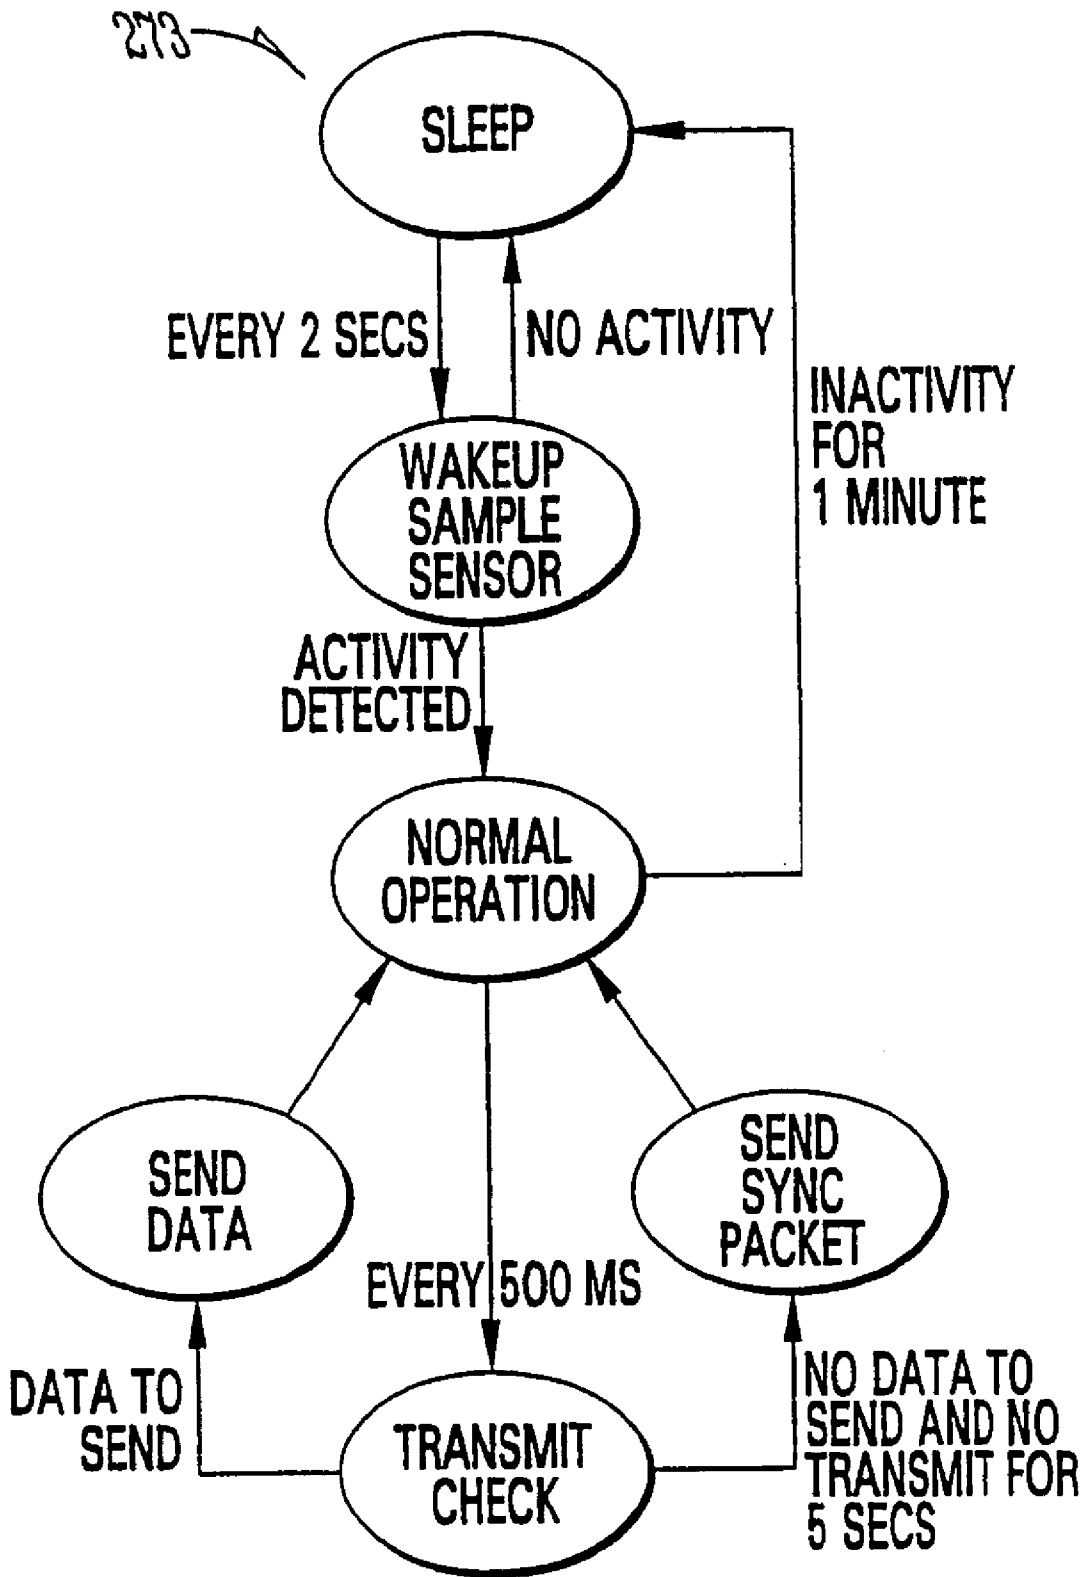 273
SLEEP
EVERY 2 SECS
NO ACTIVITY
INACTIVITY
FOR
1 MINUTE
WAKEUP
SAMPLE
SENSOR
ACTIVITY
DETECTED
NORMAL
OPERATION
SEND
DATA
SEND
SYNC
PACKET
EVERY 500 MS
DATA TO
SEND
TRANSMIT
CHECK
NO DATA TO
SEND AND NO
TRANSMIT FOR
5 SECS